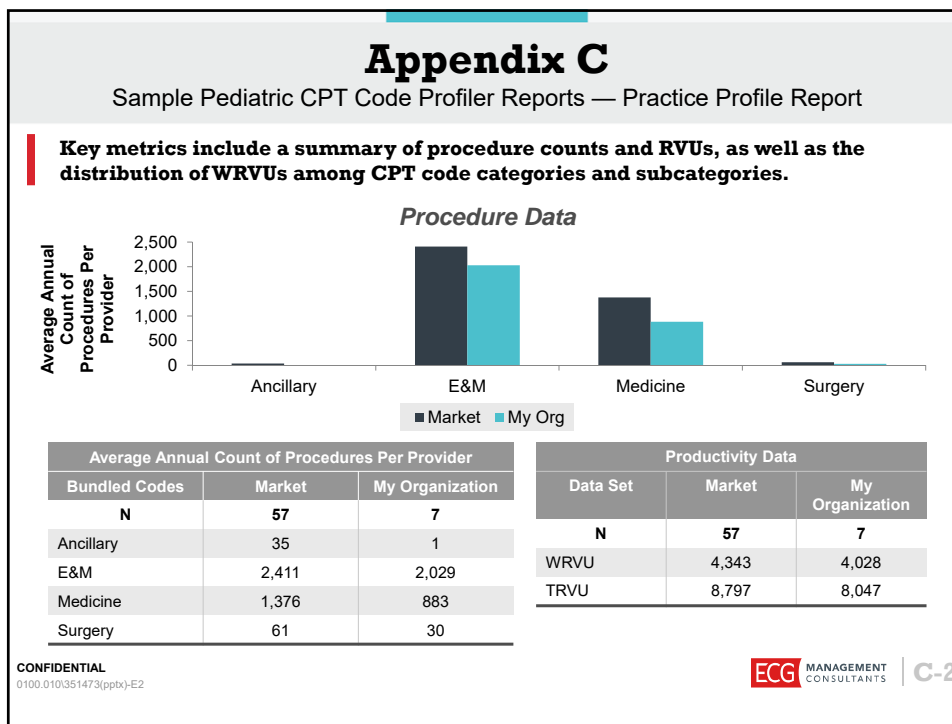 Appendix C
Sample Pediatric CPT Code Profiler Reports — Practice Profile Report
Key metrics include a summary of procedure counts and RVUs, as well as the
distribution of WRVUs among CPT code categories and subcategories.
Procedure Data
Average Annual
Count of
Procedures Per
Provider
2,500
2,000
1,500
1,000
500
0
Ancillary E&M Medicine Surgery
Market My Org
Average Annual Count of Procedures Per Provider
Bundled Codes Market My Organization
N 57 7
Ancillary 35 1
E&M 2,411 2,029
Medicine 1,376 883
Surgery 61 30
Productivity Data
Data Set Market My
Organization
N 57 7
WRVU 4,343 4,028
TRVU 8,797 8,047
CONFIDENTIAL
0100.010\351473(pptx)-E2
ECG MANAGEMENT
CONSULTANTS
C-2